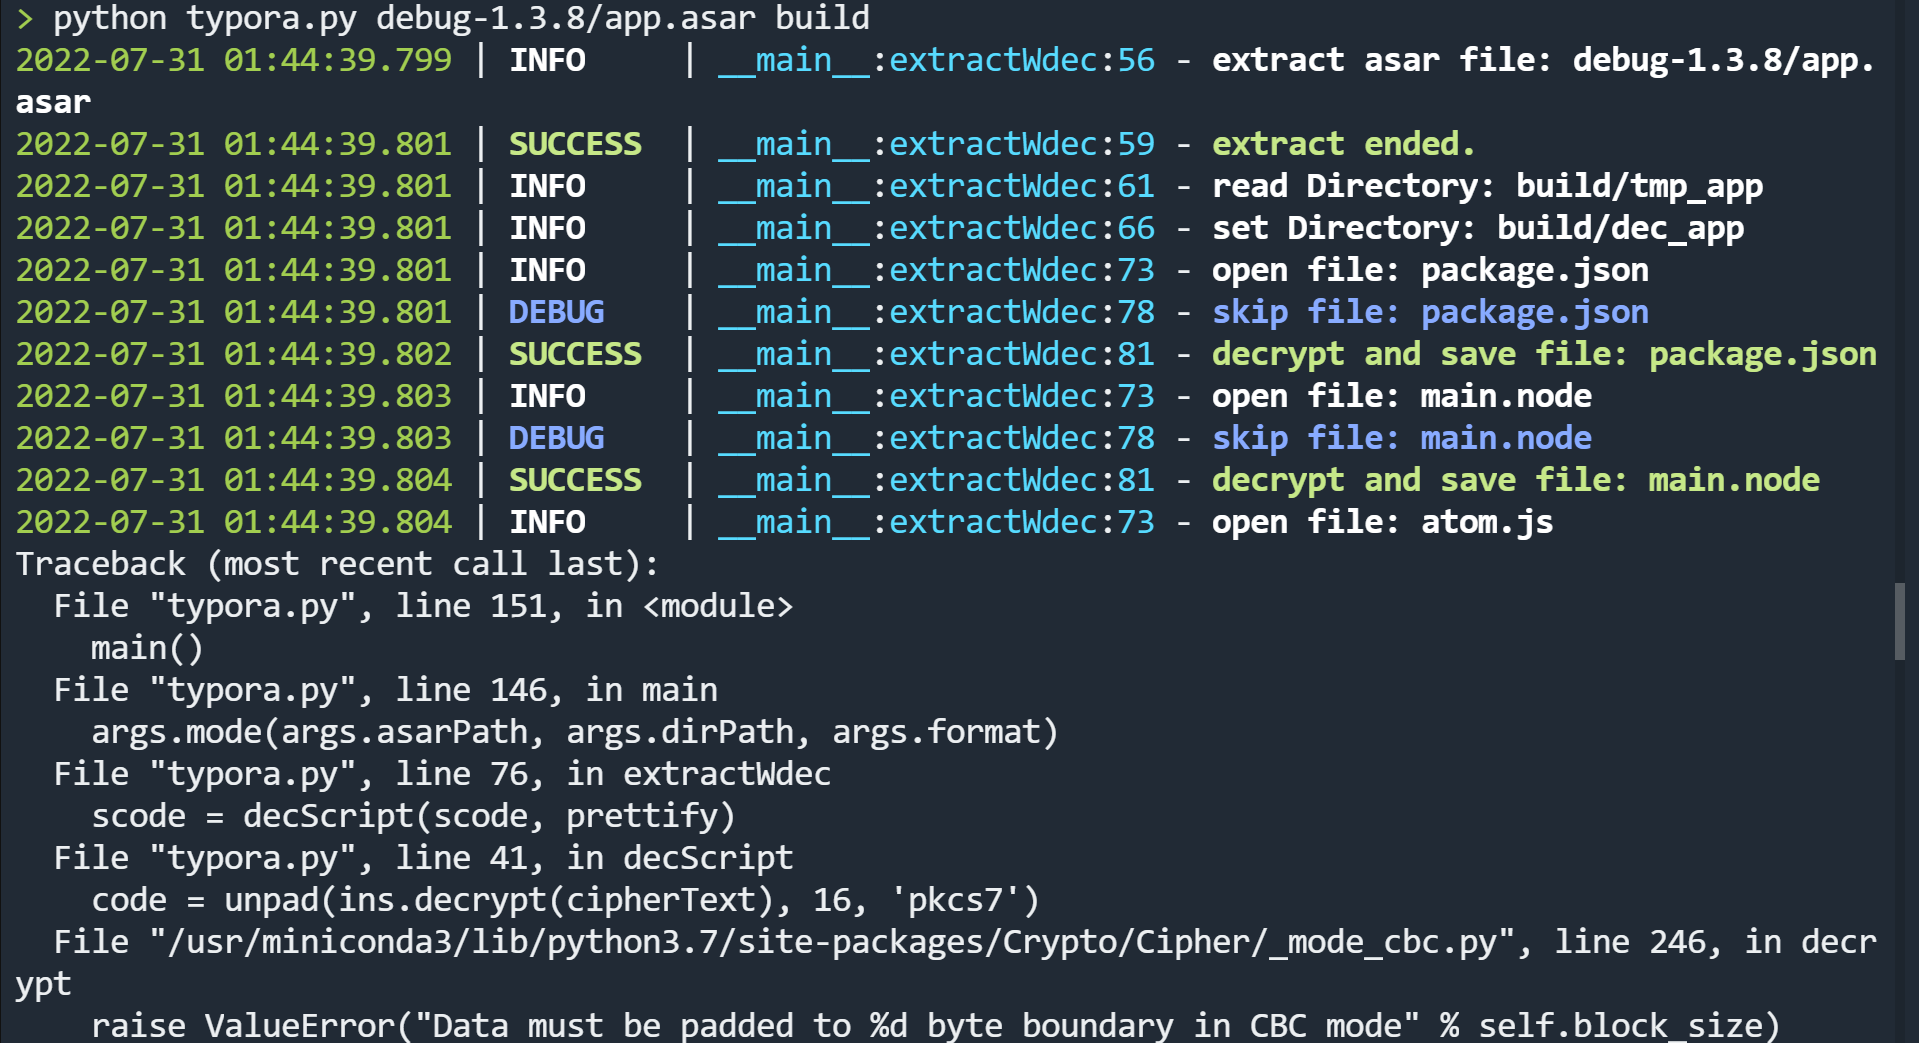 > python typora.py debug-1.3.8/app.asar build
2022-07-31 01:44:39.799 | INFO     | __main__:extractWdec:56 - extract asar file: debug-1.3.8/app.
asar
2022-07-31 01:44:39.801 | SUCCESS  | __main__:extractWdec:59 - extract ended.
2022-07-31 01:44:39.801 | INFO     | __main__:extractWdec:61 - read Directory: build/tmp_app
2022-07-31 01:44:39.801 | INFO     | __main__:extractWdec:66 - set Directory: build/dec_app
2022-07-31 01:44:39.801 | INFO     | __main__:extractWdec:73 - open file: package.json
2022-07-31 01:44:39.801 | DEBUG    | __main__:extractWdec:78 - skip file: package.json
2022-07-31 01:44:39.802 | SUCCESS  | __main__:extractWdec:81 - decrypt and save file: package.json
2022-07-31 01:44:39.803 | INFO     | __main__:extractWdec:73 - open file: main.node
2022-07-31 01:44:39.803 | DEBUG    | __main__:extractWdec:78 - skip file: main.node
2022-07-31 01:44:39.804 | SUCCESS  | __main__:extractWdec:81 - decrypt and save file: main.node
2022-07-31 01:44:39.804 | INFO     | __main__:extractWdec:73 - open file: atom.js
Traceback (most recent call last):
  File "typora.py", line 151, in <module>
    main()
  File "typora.py", line 146, in main
    args.mode(args.asarPath, args.dirPath, args.format)
  File "typora.py", line 76, in extractWdec
    scode = decScript(scode, prettify)
  File "typora.py", line 41, in decScript
    code = unpad(ins.decrypt(cipherText), 16, 'pkcs7')
  File "/usr/miniconda3/lib/python3.7/site-packages/Crypto/Cipher/_mode_cbc.py", line 246, in decr
ypt
    raise ValueError("Data must be padded to %d byte boundary in CBC mode" % self.block_size)